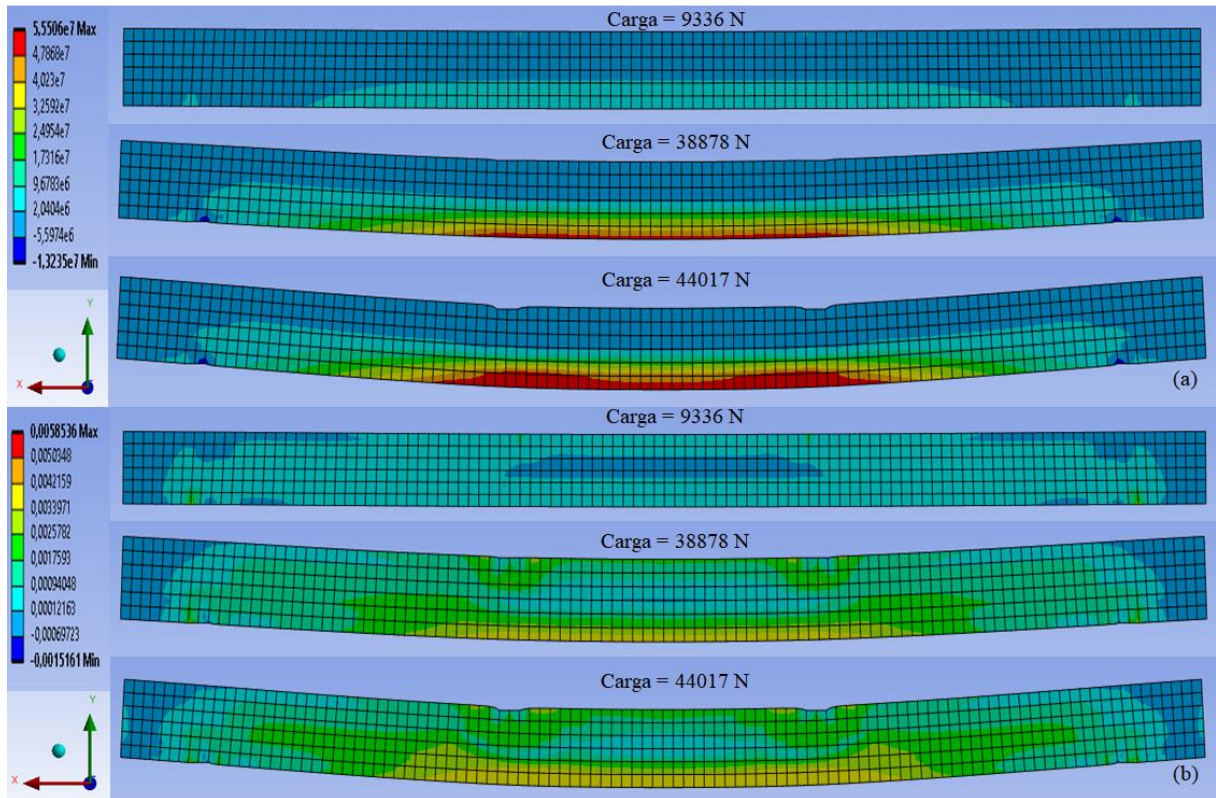 5,5506e7 Max
4,7868e7
4,023e7
3,2592e7
2,4954e7
1,7316e7
9,6783e6
2,0404e6
-5,5974e6
-1,3235e7 Min
Y
X
Carga = 9336 N
Carga = 38878 N
Carga = 44017 N
(a)
0,0058536 Max
0,0050348
0,0042159
0,0033971
0,0025782
0,0017593
0,00094048
0,00012163
-0,00069723
-0,0015161 Min
Y
X
Carga = 9336 N
Carga = 38878 N
Carga = 44017 N
(b)